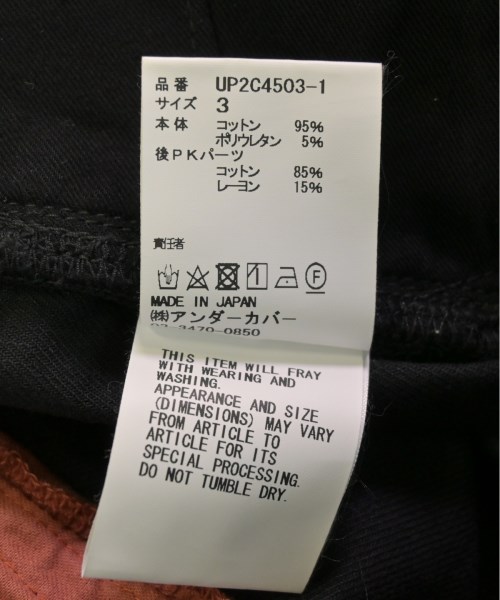 品番 UP2C4503-1
サイズ 3
本体 コットン 95%
ポリウレタン 5%
後PKパーツ
コットン 85%
レーヨン 15%
責任者
F
MADE IN JAPAN
㈱アンダーカバー
03-3470-0850
THIS ITEM WILL FRAY
WITH WEARING AND
WASHING.
APPEARANCE AND SIZE
(DIMENSIONS) MAY VARY
FROM ARTICLE TO
ARTICLE FOR ITS
SPECIAL PROCESSING.
DO NOT TUMBLE DRY.